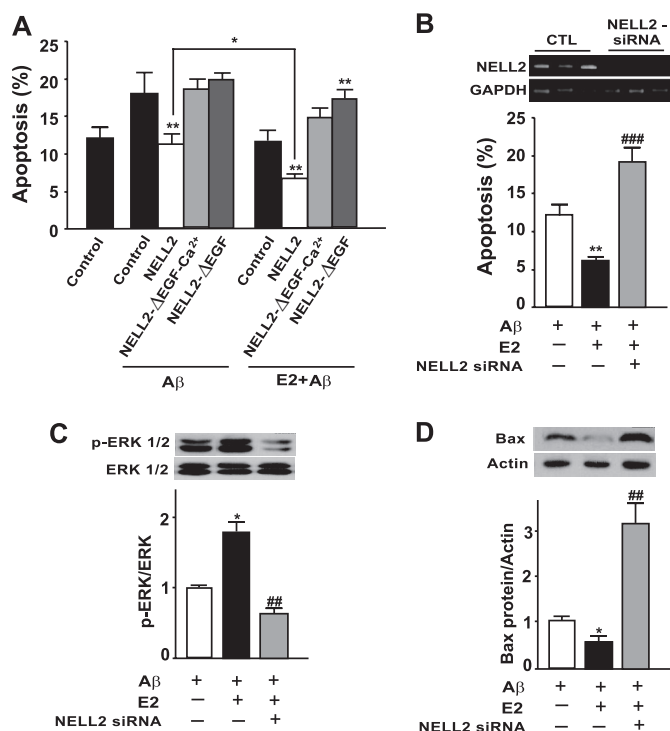 A
Apoptosis (%)
25
20
15
10
5
0
*
**
**
**
Control
Control
NELL2
NELL2-ΔEGF-Ca²⁺
NELL2-ΔEGF
Control
NELL2
NELL2-ΔEGF-Ca²⁺
NELL2-ΔEGF
Aβ
E2+Aβ
B
CTL
NELL2 -
siRNA
NELL2
GAPDH
Apoptosis (%)
25
20
15
10
5
0
**
###
Aβ + + +
E2 – + +
NELL2 siRNA – – +
C
p-ERK 1/2
ERK 1/2
p-ERK/ERK
2
1
0
*
##
Aβ + + +
E2 – + +
NELL2 siRNA – – +
D
Bax
Actin
Bax protein/Actin
3
1
0
*
##
Aβ + + +
E2 – + +
NELL2 siRNA – – +